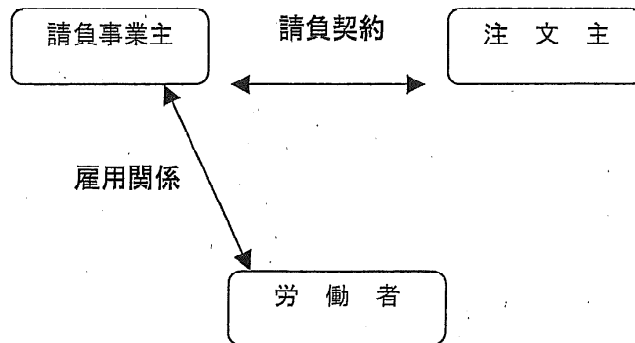 請負事業主
請負契約
注 文 主
雇用関係
労 働 者